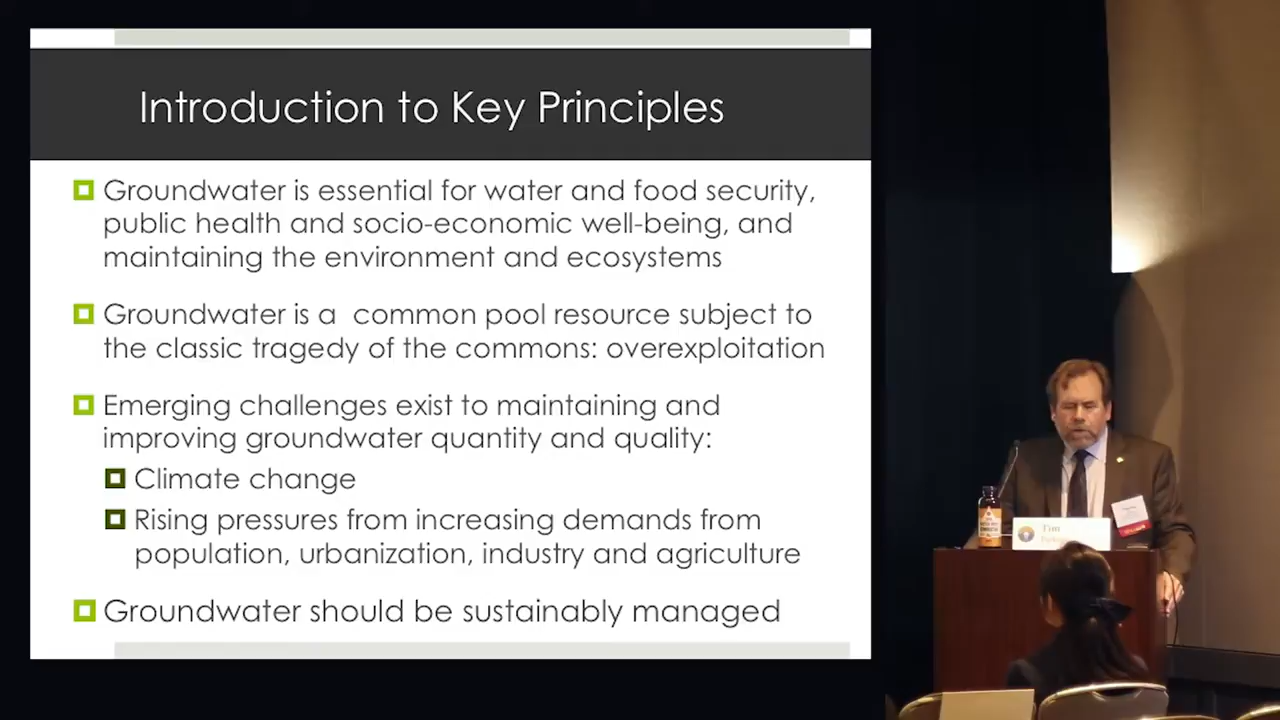 Introduction to Key Principles
Groundwater is essential for water and food security,
public health and socio-economic well-being, and
maintaining the environment and ecosystems
Groundwater is a  common pool resource subject to
the classic tragedy of the commons: overexploitation
Emerging challenges exist to maintaining and
improving groundwater quantity and quality:
Climate change
Rising pressures from increasing demands from
population, urbanization, industry and agriculture
Groundwater should be sustainably managed
Tim